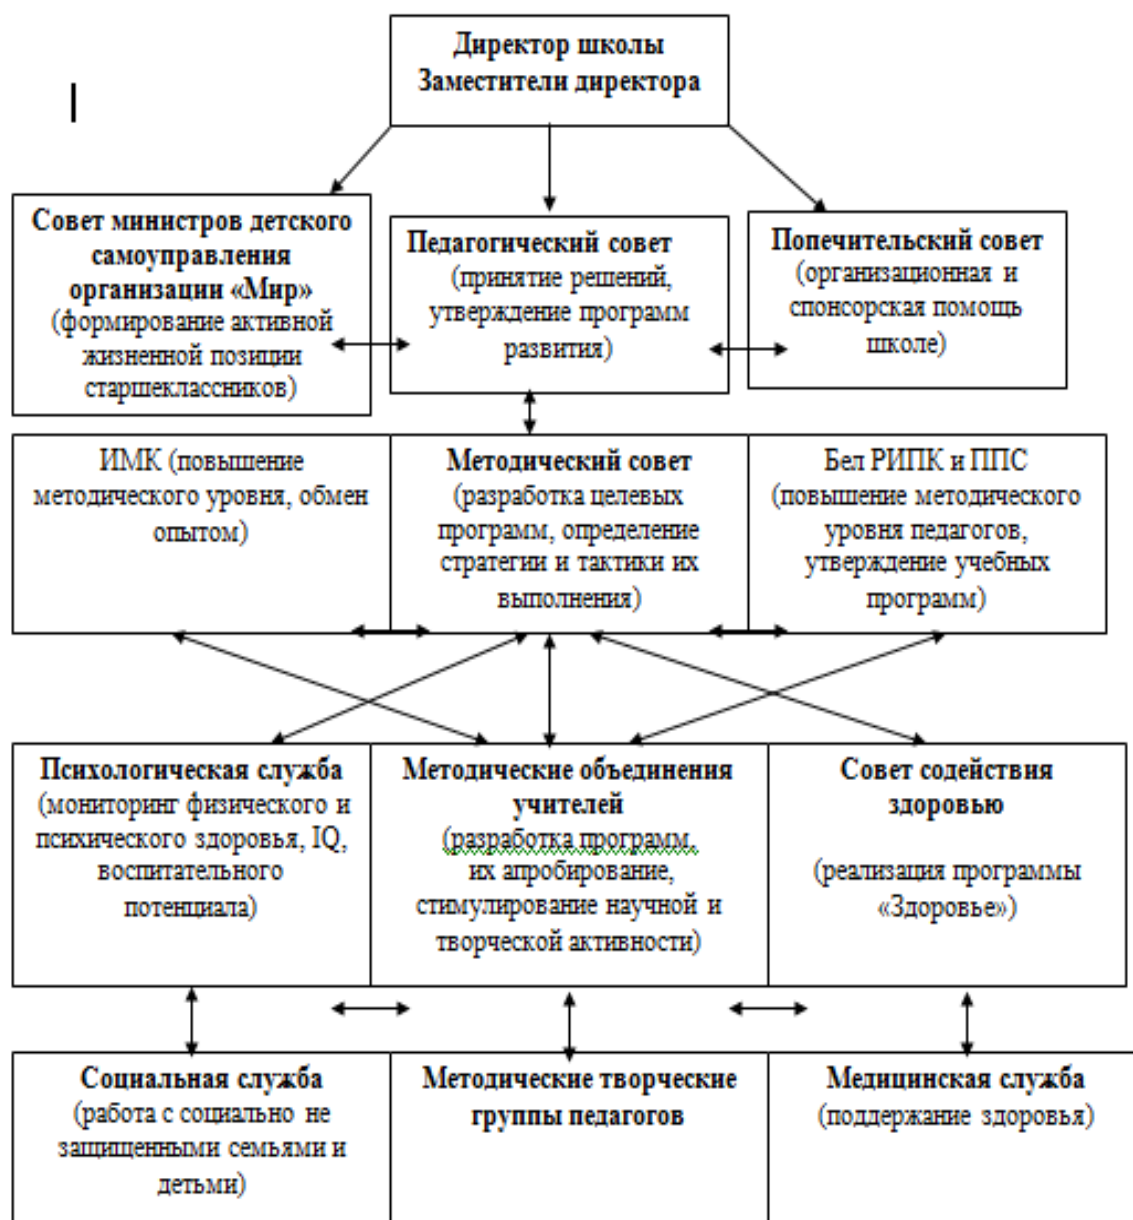 Директор школы
Заместители директора
Совет министров детского
самоуправления
организации «Мир»
(формирование активной
жизненной позиции
старшеклассников)
Педагогический совет
(принятие решений,
утверждение программ
развития)
Попечительский совет
(организационная и
спонсорская помощь
школе)
ИМК (повышение
методического уровня, обмен
опытом)
Методический совет
(разработка целевых
программ, определение
стратегии и тактики их
выполнения)
Бел РИПК и ППС
(повышение методического
уровня педагогов,
утверждение учебных
программ)
Психологическая служба
(мониторинг физического и
психического здоровья, IQ,
воспитательного
потенциала)
Методические объединения
учителей
(разработка программ,
их апробирование,
стимулирование научной и
творческой активности)
Совет содействия
здоровью
(реализация программы
«Здоровье»)
Социальная служба
(работа с социально не
защищенными семьями и
детьми)
Методические творческие
группы педагогов
Медицинская служба
(поддержание здоровья)